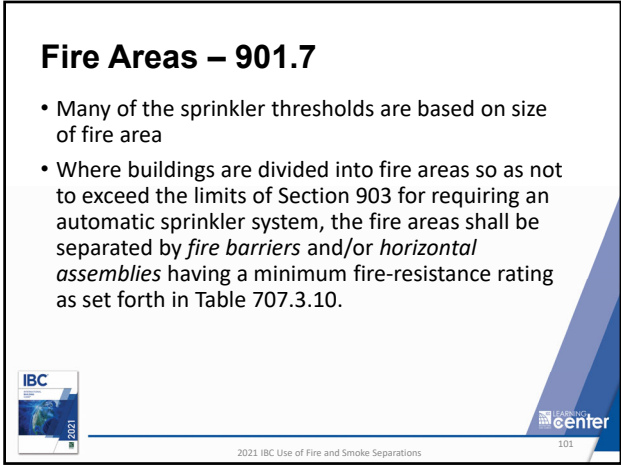 Fire Areas – 901.7
• Many of the sprinkler thresholds are based on size
of fire area
• Where buildings are divided into fire areas so as not
to exceed the limits of Section 903 for requiring an
automatic sprinkler system, the fire areas shall be
separated by fire barriers and/or horizontal
assemblies having a minimum fire-resistance rating
as set forth in Table 707.3.10.
IBC
2021
LEARNING
center
2021 IBC Use of Fire and Smoke Separations
101